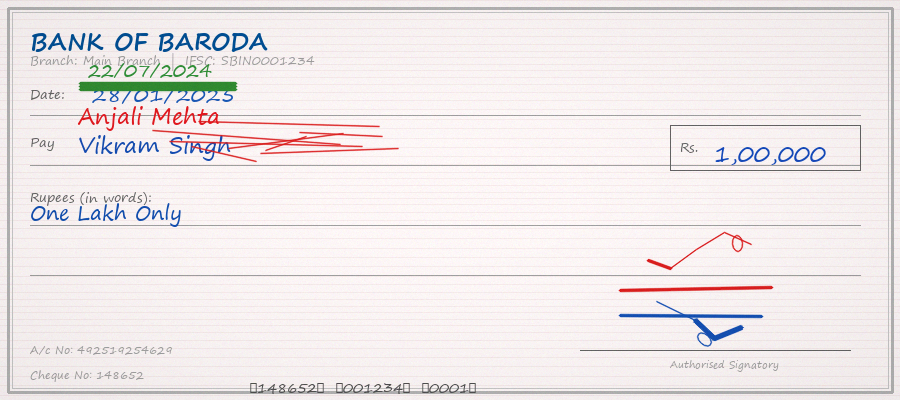 BANK OF BARODA
Branch: Main Branch | IFSC: SBIN0001234
22/07/2024
Date: 28/01/2025
Anjali Mehta
Pay Vikram Singh
Rs. 1,00,000
Rupees (in words):
One Lakh Only
A/c No: 492519254629
Authorised Signatory
Cheque No: 148652
148652 001234 0001